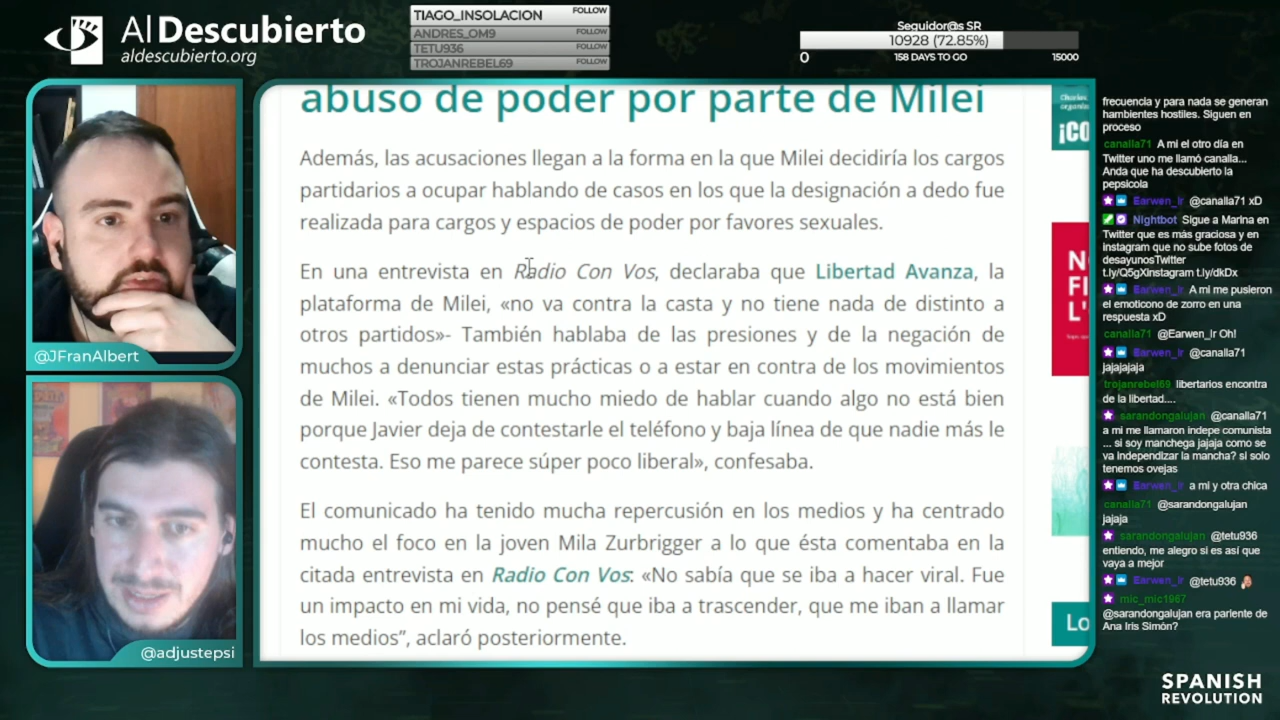 Al Descubierto
aldescubierto.org
TIAGO_INSOLACION FOLLOW
ANDRES_OM9 FOLLOW
TETU936 FOLLOW
TROJANREBEL69 FOLLOW
Seguidor@s SR
10928 (72.85%)
0 158 DAYS TO GO 15000
@JFranAlbert
@adjustepsi
abuso de poder por parte de Milei
Además, las acusaciones llegan a la forma en la que Milei decidiría los cargos
partidarios a ocupar hablando de casos en los que la designación a dedo fue
realizada para cargos y espacios de poder por favores sexuales.
En una entrevista en Radio Con Vos, declaraba que Libertad Avanza, la
plataforma de Milei, «no va contra la casta y no tiene nada de distinto a
otros partidos»- También hablaba de las presiones y de la negación de
muchos a denunciar estas prácticas o a estar en contra de los movimientos
de Milei. «Todos tienen mucho miedo de hablar cuando algo no está bien
porque Javier deja de contestarle el teléfono y baja línea de que nadie más le
contesta. Eso me parece súper poco liberal», confesaba.
El comunicado ha tenido mucha repercusión en los medios y ha centrado
mucho el foco en la joven Mila Zurbrigger a lo que ésta comentaba en la
citada entrevista en Radio Con Vos: «No sabía que se iba a hacer viral. Fue
un impacto en mi vida, no pensé que iba a trascender, que me iban a llamar
los medios”, aclaró posteriormente.
¡CO
N
FI
L'
Lo
frecuencia y para nada se generan
hambientes hostiles. Siguen en
proceso
canalla71 A mi el otro día en
Twitter uno me llamó canalla...
Anda que ha descubierto la
pepsicola
Earwen_Ir @canalla71 xD
Nightbot Sigue a Marina en
Twitter que es más graciosa y en
instagram que no sube fotos de
desayunosTwitter
t.ly/Q5gXinstagram t.ly/dkDx
Earwen_Ir A mi me pusieron
el emoticono de zorro en una
respuesta xD
canalla71 @Earwen_Ir Oh!
Earwen_Ir @canalla71
jajajajaja
trojanrebel69 libertarios encontra
de la libertad....
sarandongalujan @canalla71
a mi me llamaron indepe comunista
... si soy manchega jajaja como se
va independizar la mancha? si solo
tenemos ovejas
Earwen_Ir a mi y otra chica
canalla71 @sarandongalujan
jajaja
sarandongalujan @tetu936
entiendo, me alegro si es así que
vaya a mejor
Earwen_Ir @tetu936
mic_mic1967
@sarandongalujan era pariente de
Ana Iris Simón?
SPANISH
REVOLUTION